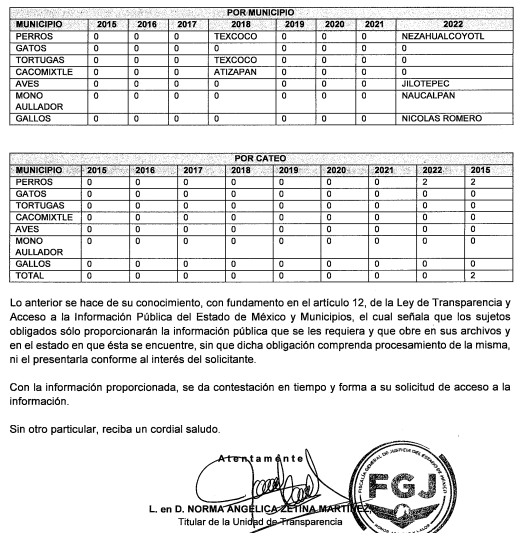 POR MUNICIPIO
MUNICIPIO 2015 2016 2017 2018 2019 2020 2021 2022
PERROS 0 0 0 TEXCOCO 0 0 0 NEZAHUALCOYOTL
GATOS 0 0 0 0 0 0 0 0
TORTUGAS 0 0 0 TEXCOCO 0 0 0 0
CACOMIXTLE 0 0 0 ATIZAPAN 0 0 0 0
AVES 0 0 0 0 0 0 0 JILOTEPEC
MONO 0 0 0 0 0 0 0 NAUCALPAN
AULLADOR
GALLOS 0 0 0 0 0 0 0 NICOLAS ROMERO
POR CATEO
MUNICIPIO 2015 2016 2017 2018 2019 2020 2021 2022 2015
PERROS 0 0 0 0 0 0 0 2 2
GATOS 0 0 0 0 0 0 0 0 0
TORTUGAS 0 0 0 0 0 0 0 0 0
CACOMIXTLE 0 0 0 0 0 0 0 0 0
AVES 0 0 0 0 0 0 0 0 0
MONO 0 0 0 0 0 0 0 0 0
AULLADOR
GALLOS 0 0 0 0 0 0 0 0 0
TOTAL 0 0 0 0 0 0 0 0 2
Lo anterior se hace de su conocimiento, con fundamento en el artículo 12, de la Ley de Transparencia y
Acceso a la Información Pública del Estado de México y Municipios, el cual señala que los sujetos
obligados sólo proporcionarán la información pública que se les requiera y que obre en sus archivos y
en el estado en que ésta se encuentre, sin que dicha obligación comprenda procesamiento de la misma,
ni el presentarla conforme al interés del solicitante.
Con la información proporcionada, se da contestación en tiempo y forma a su solicitud de acceso a la
información.
Sin otro particular, reciba un cordial saludo.
Atentamente
L. en D. NORMA ANGÉLICA ZETINA MARTÍNEZ
Titular de la Unidad de Transparencia
FISCALÍA GENERAL DE JUSTICIA DEL ESTADO DE MÉXICO
FGJ